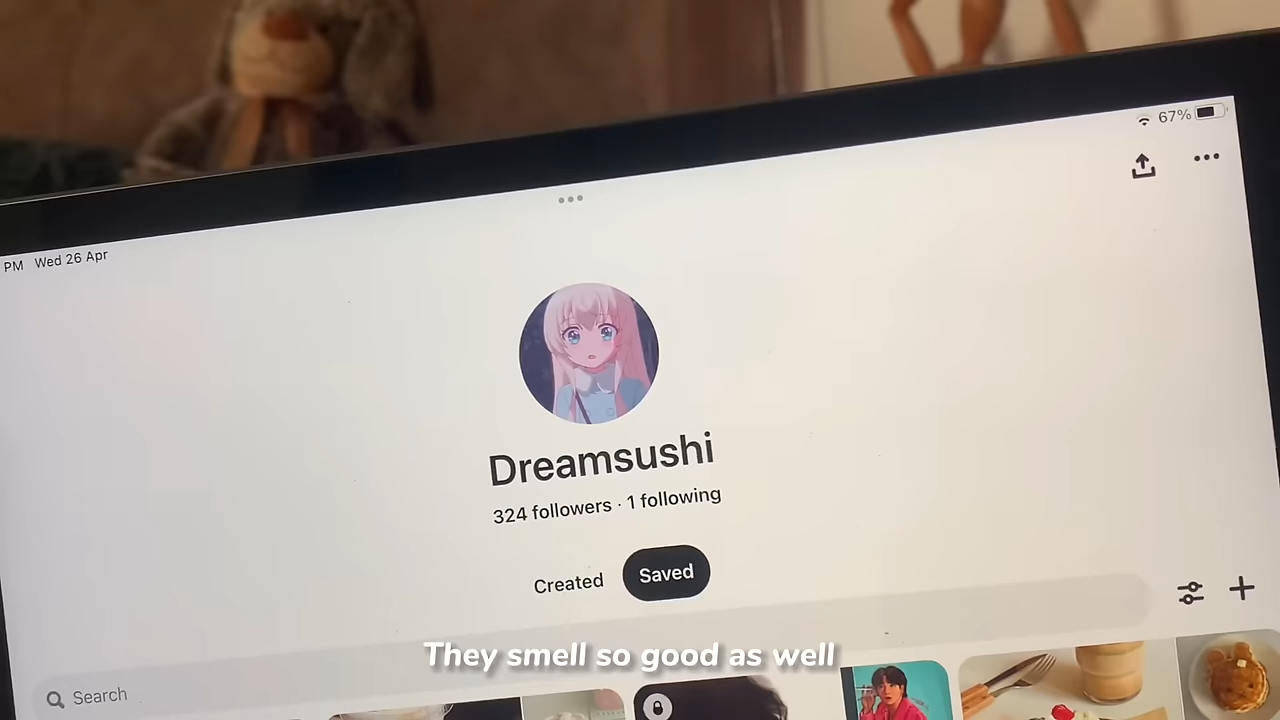 67%
PM Wed 26 Apr
Dreamsushi
324 followers · 1 following
Created Saved
They smell so good as well
Search